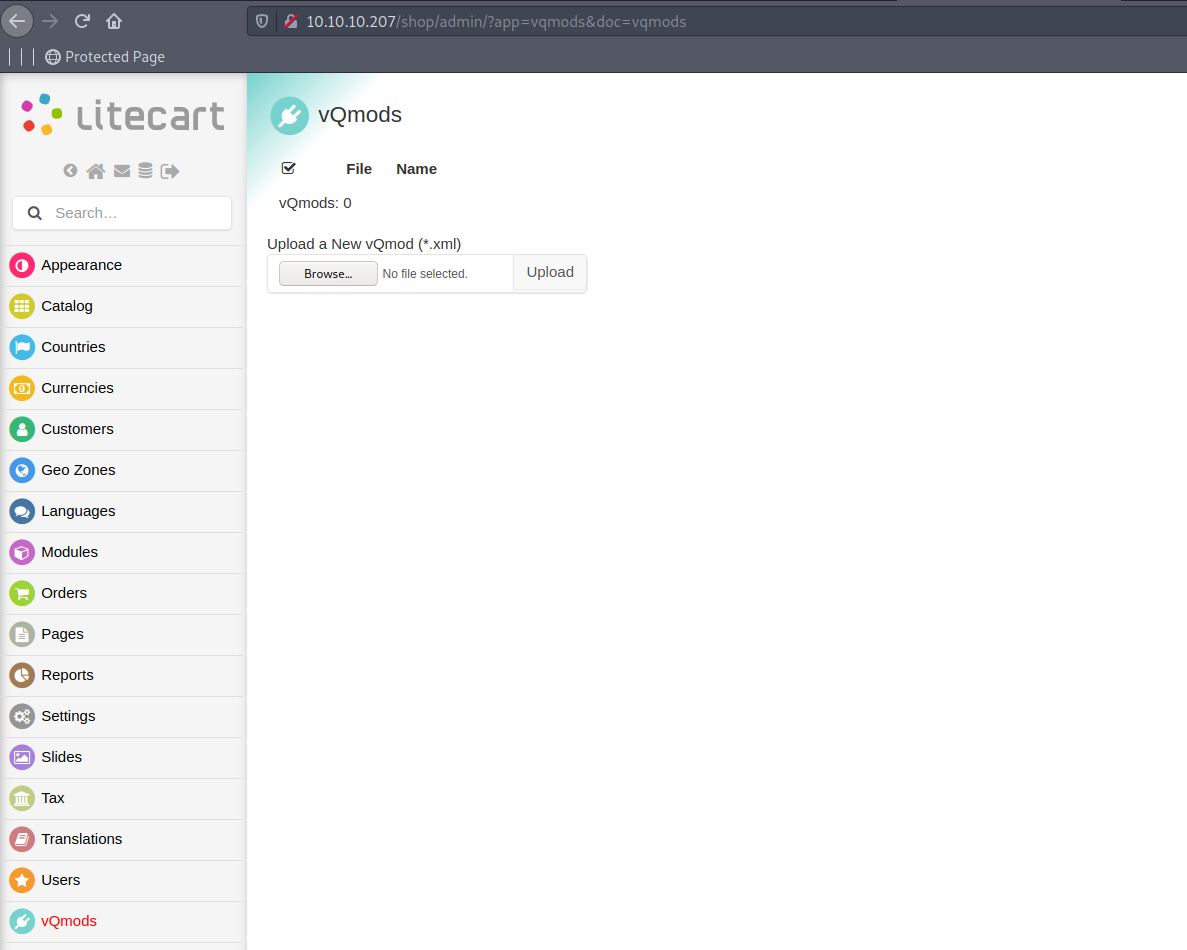 10.10.10.207/shop/admin/?app=vqmods&doc=vqmods
Protected Page
Litecart
Search...
Appearance
Catalog
Countries
Currencies
Customers
Geo Zones
Languages
Modules
Orders
Pages
Reports
Settings
Slides
Tax
Translations
Users
vQmods
vQmods
File Name
vQmods: 0
Upload a New vQmod (*.xml)
Browse... No file selected. Upload